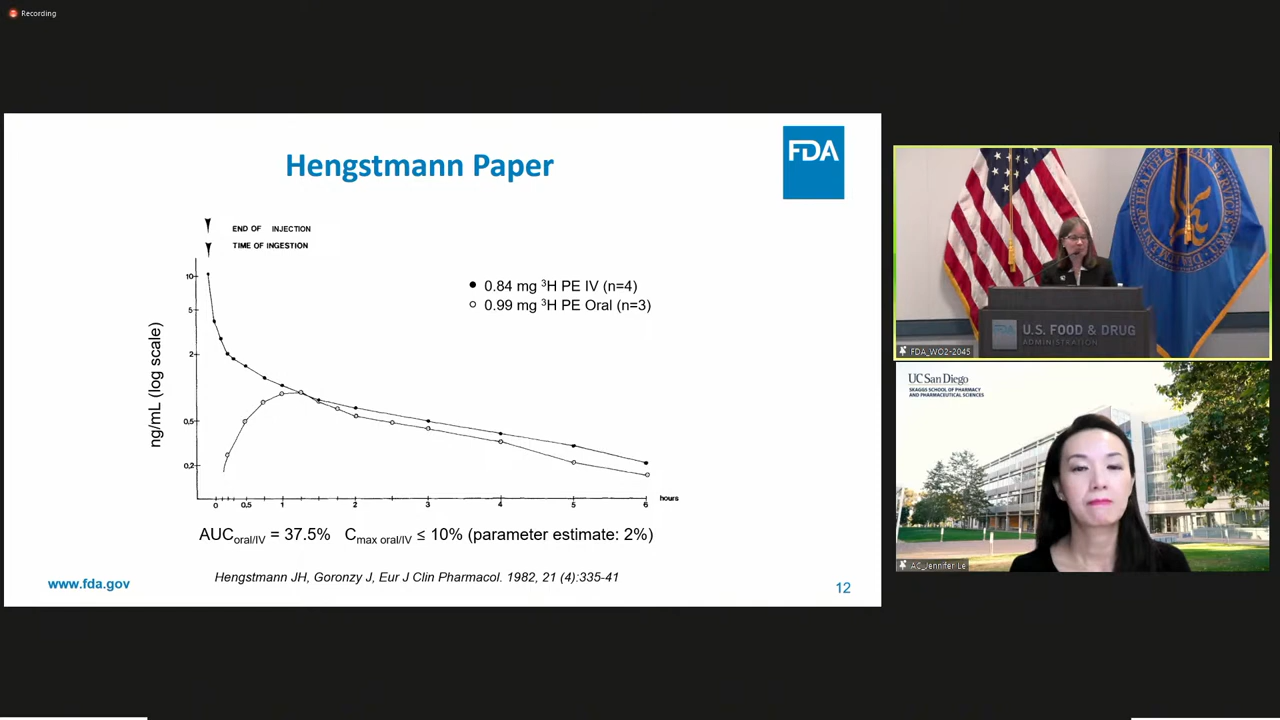 Recording
Hengstmann Paper
FDA
END OF INJECTION
TIME OF INGESTION
0.84 mg ³H PE IV (n=4)
0.99 mg ³H PE Oral (n=3)
ng/mL (log scale)
10
5
2
0,5
0,2
0 0,5 1 2 3 4 5 6 hours
AUCoral/IV = 37.5% Cmax oral/IV ≤ 10% (parameter estimate: 2%)
Hengstmann JH, Goronzy J, Eur J Clin Pharmacol. 1982, 21 (4):335-41
www.fda.gov
12
FDA
U.S. FOOD & DRUG
ADMINISTRATION
FDA_WO2-2045
UC San Diego
SKAGGS SCHOOL OF PHARMACY
AND PHARMACEUTICAL SCIENCES
AC_Jennifer Le